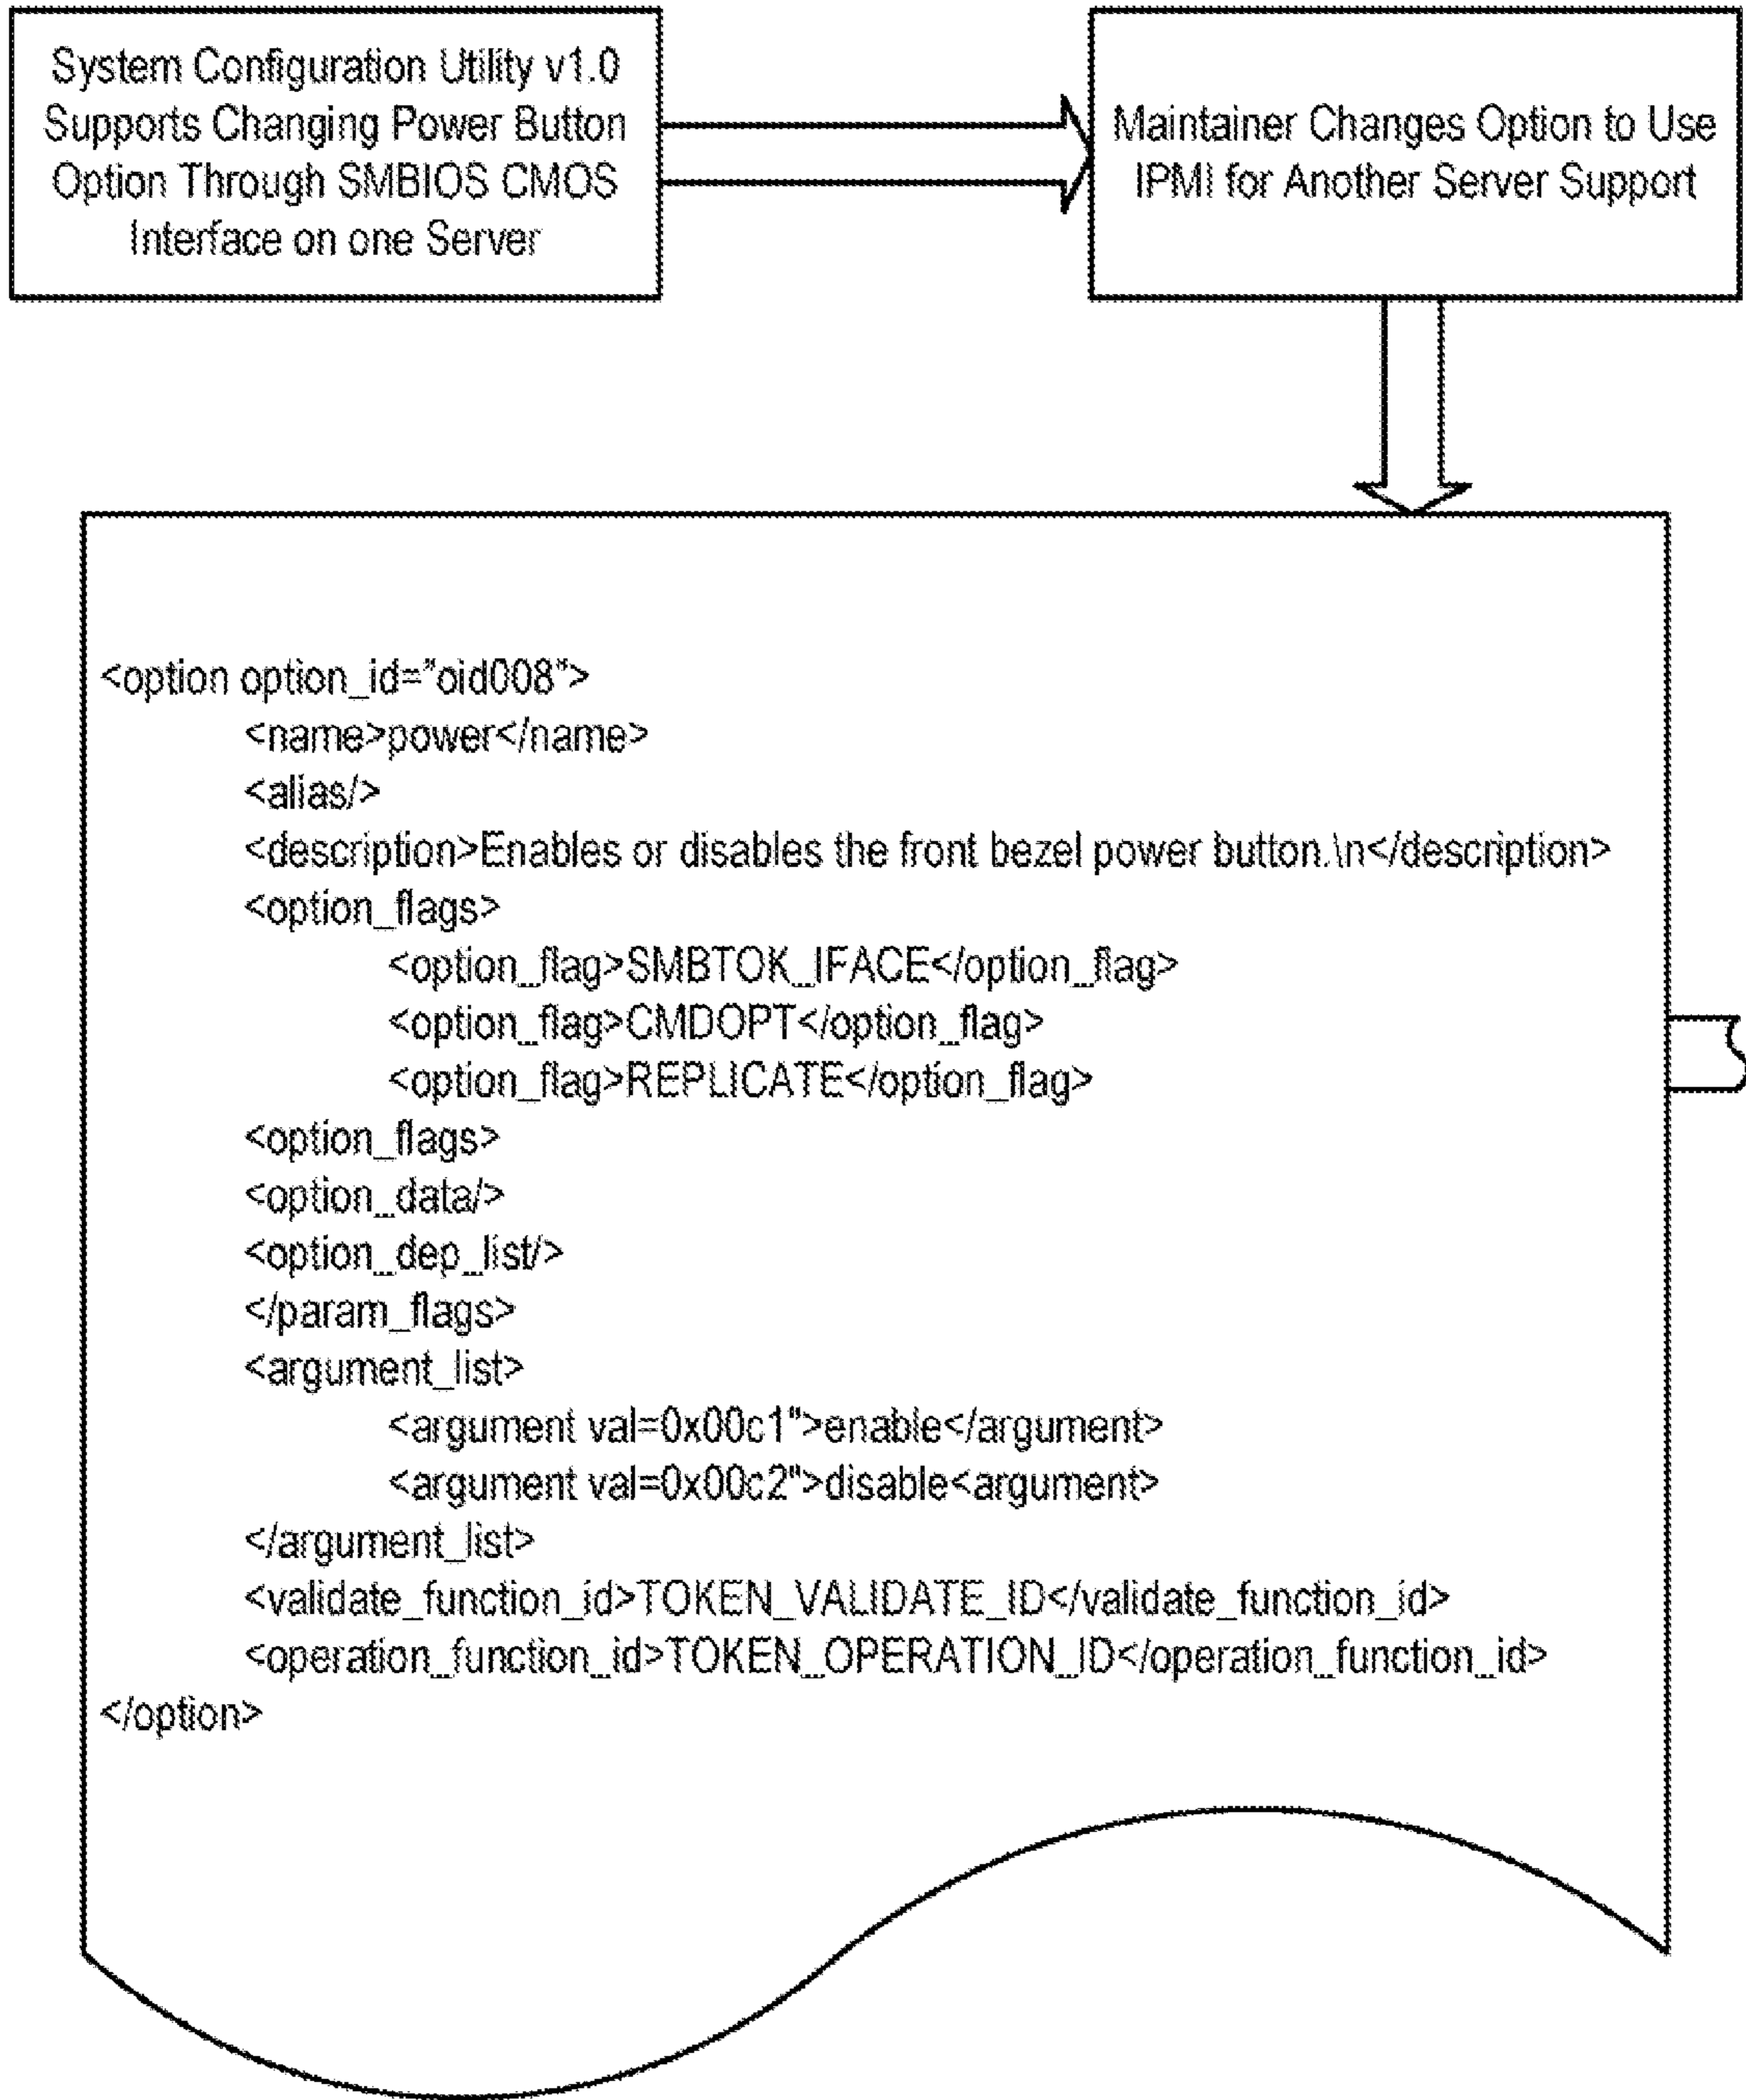 System Configuration Utility v1.0
Supports Changing Power Button
Option Through SMBIOS CMOS
Interface on one Server
Maintainer Changes Option to Use
IPMI for Another Server Support
<option option_id="oid008">
<name>power</name>
<alias/>
<description>Enables or disables the front bezel power button.\n</description>
<option_flags>
<option_flag>SMBTOK_IFACE</option_flag>
<option_flag>CMDOPT</option_flag>
<option_flag>REPLICATE</option_flag>
<option_flags>
<option_data/>
<option_dep_list/>
</param_flags>
<argument_list>
<argument val=0x00c1">enable</argument>
<argument val=0x00c2">disable<argument>
</argument_list>
<validate_function_id>TOKEN_VALIDATE_ID</validate_function_id>
<operation_function_id>TOKEN_OPERATION_ID</operation_function_id>
</option>